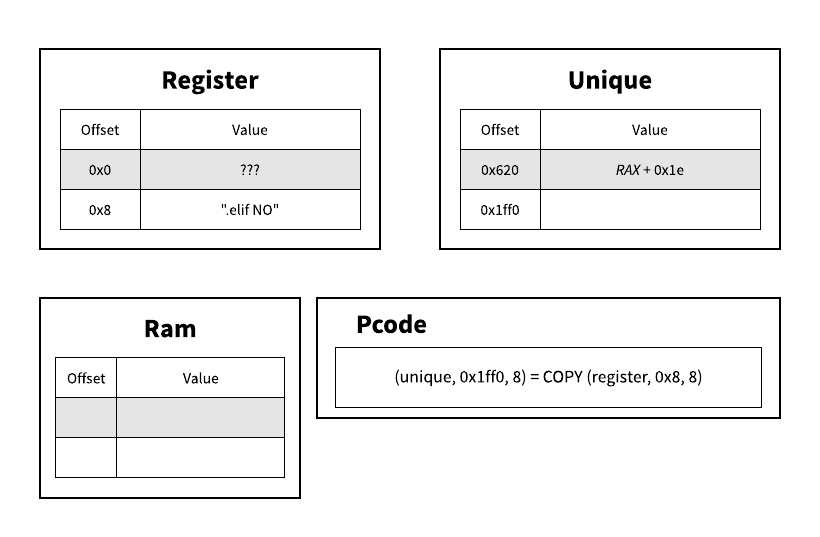 Register
Offset Value
0x0 ???
0x8 ".elif NO"
Unique
Offset Value
0x620 RAX + 0x1e
0x1ff0
Ram
Offset Value
Pcode
(unique, 0x1ff0, 8) = COPY (register, 0x8, 8)